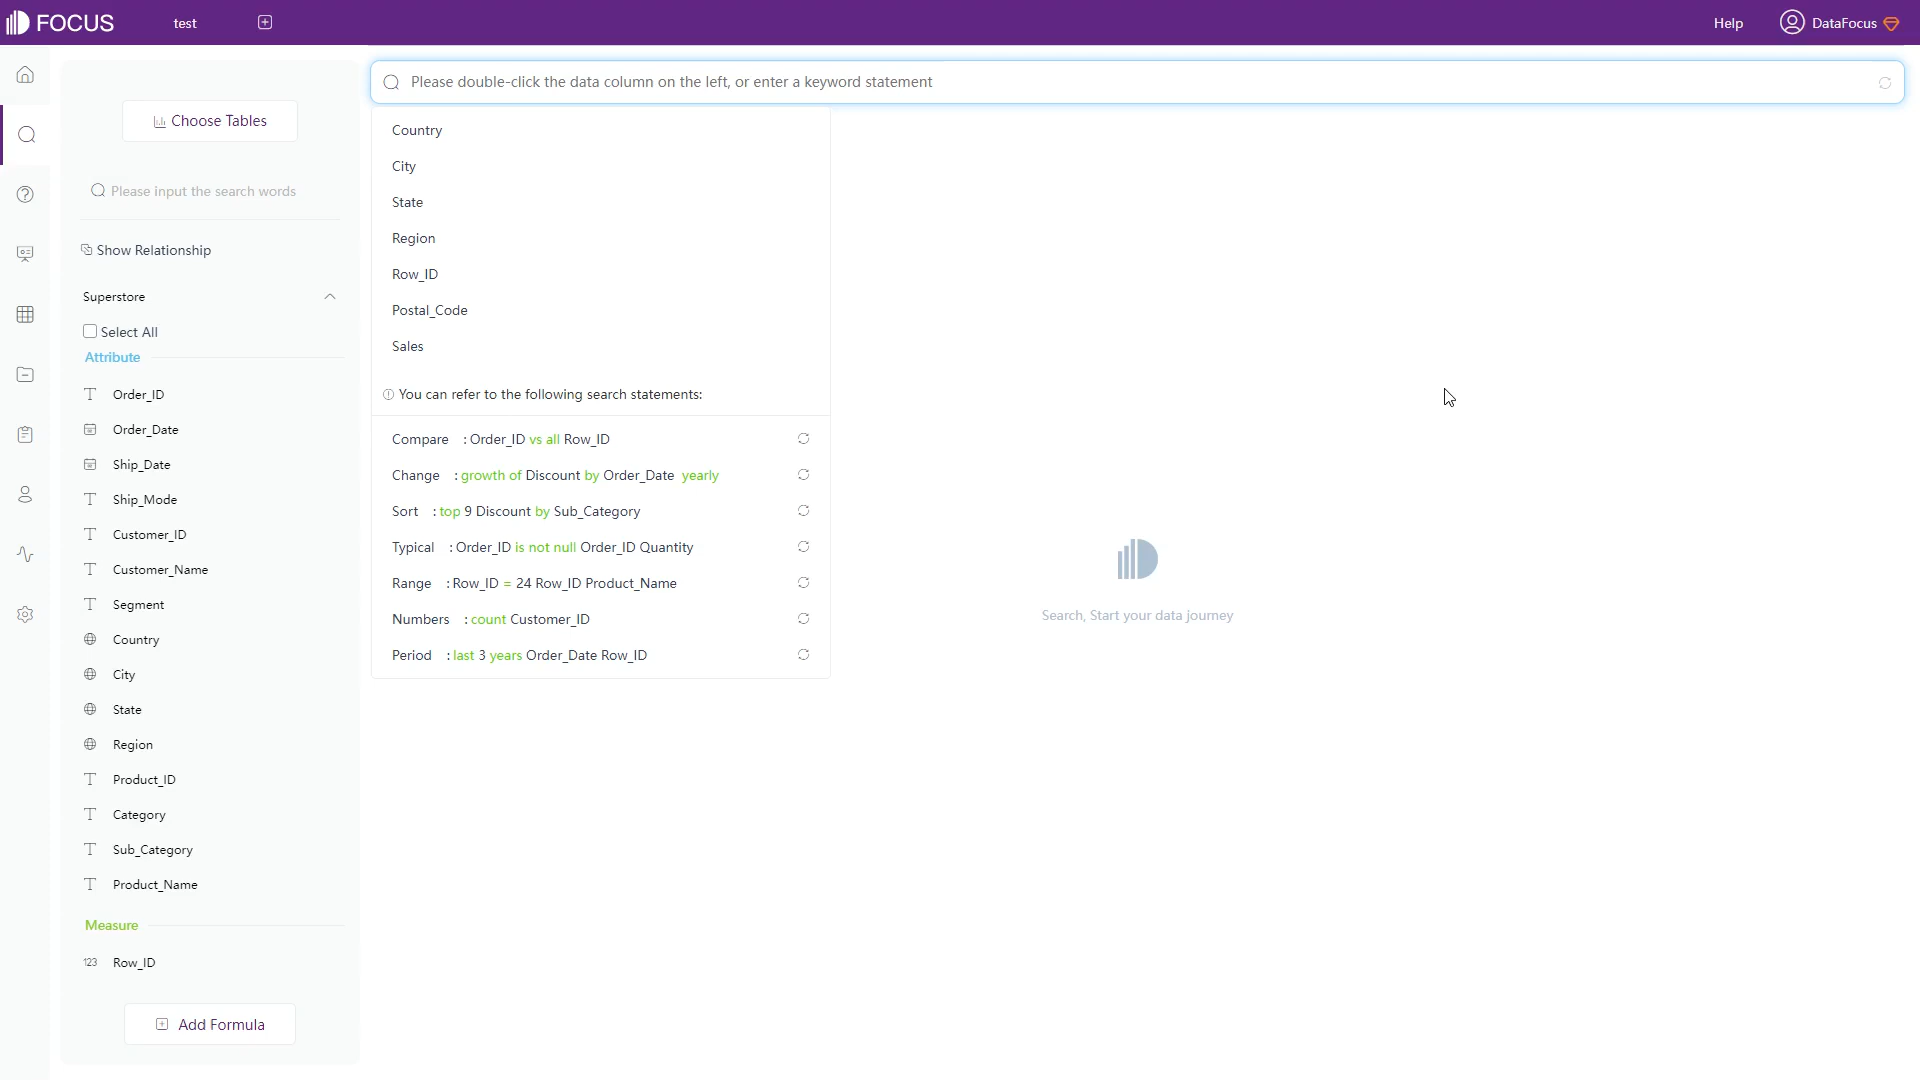 FOCUS
test
Help
DataFocus
Choose Tables
Please input the search words
Show Relationship
Superstore
Select All
Attribute
Order_ID
Order_Date
Ship_Date
Ship_Mode
Customer_ID
Customer_Name
Segment
Country
City
State
Region
Product_ID
Category
Sub_Category
Product_Name
Measure
123 Row_ID
Add Formula
Please double-click the data column on the left, or enter a keyword statement
Country
City
State
Region
Row_ID
Postal_Code
Sales
You can refer to the following search statements:
Compare : Order_ID vs all Row_ID
Change : growth of Discount by Order_Date yearly
Sort : top 9 Discount by Sub_Category
Typical : Order_ID is not null Order_ID Quantity
Range : Row_ID = 24 Row_ID Product_Name
Numbers : count Customer_ID
Period : last 3 years Order_Date Row_ID
Search, Start your data journey